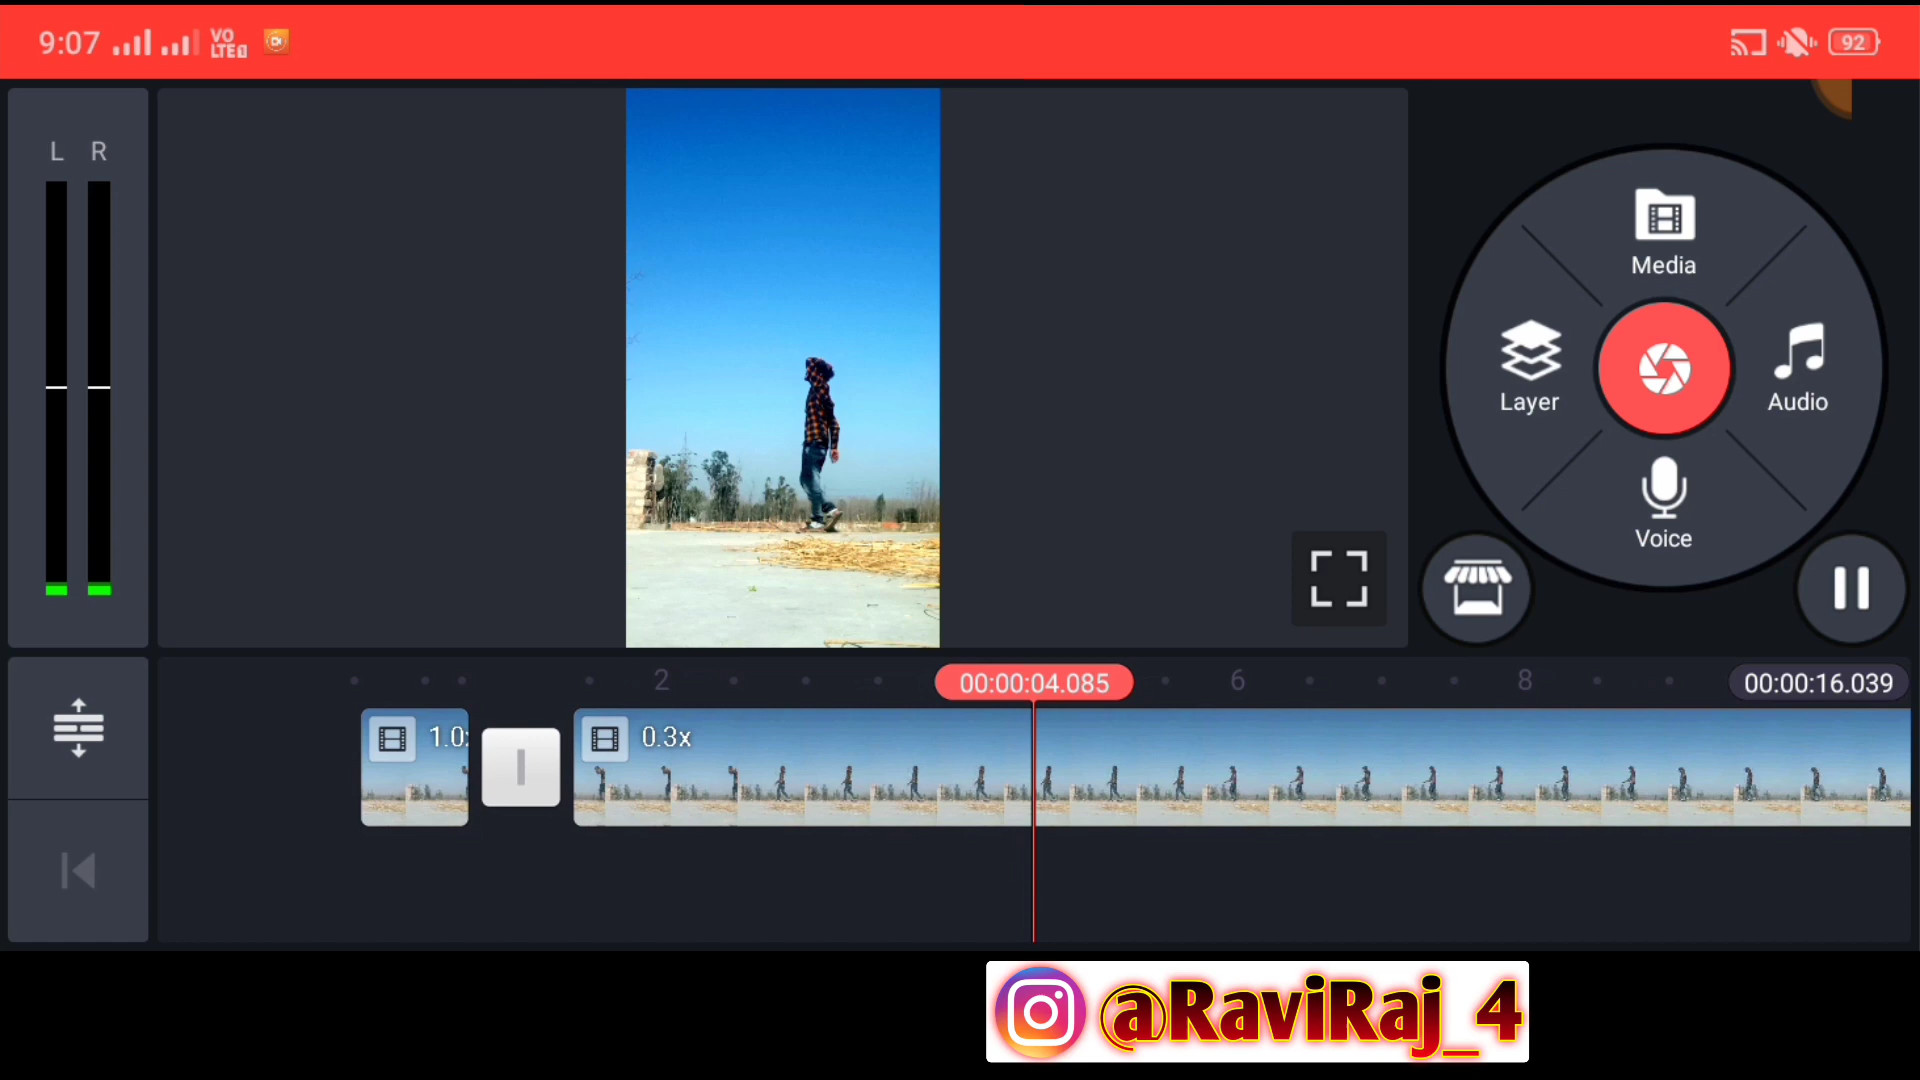 9:07 VO LTE 1 92
L R
Media
Layer
Audio
Voice
2 00:00:04.085 6 8 00:00:16.039
1.0x 0.3x
@RaviRaj_4